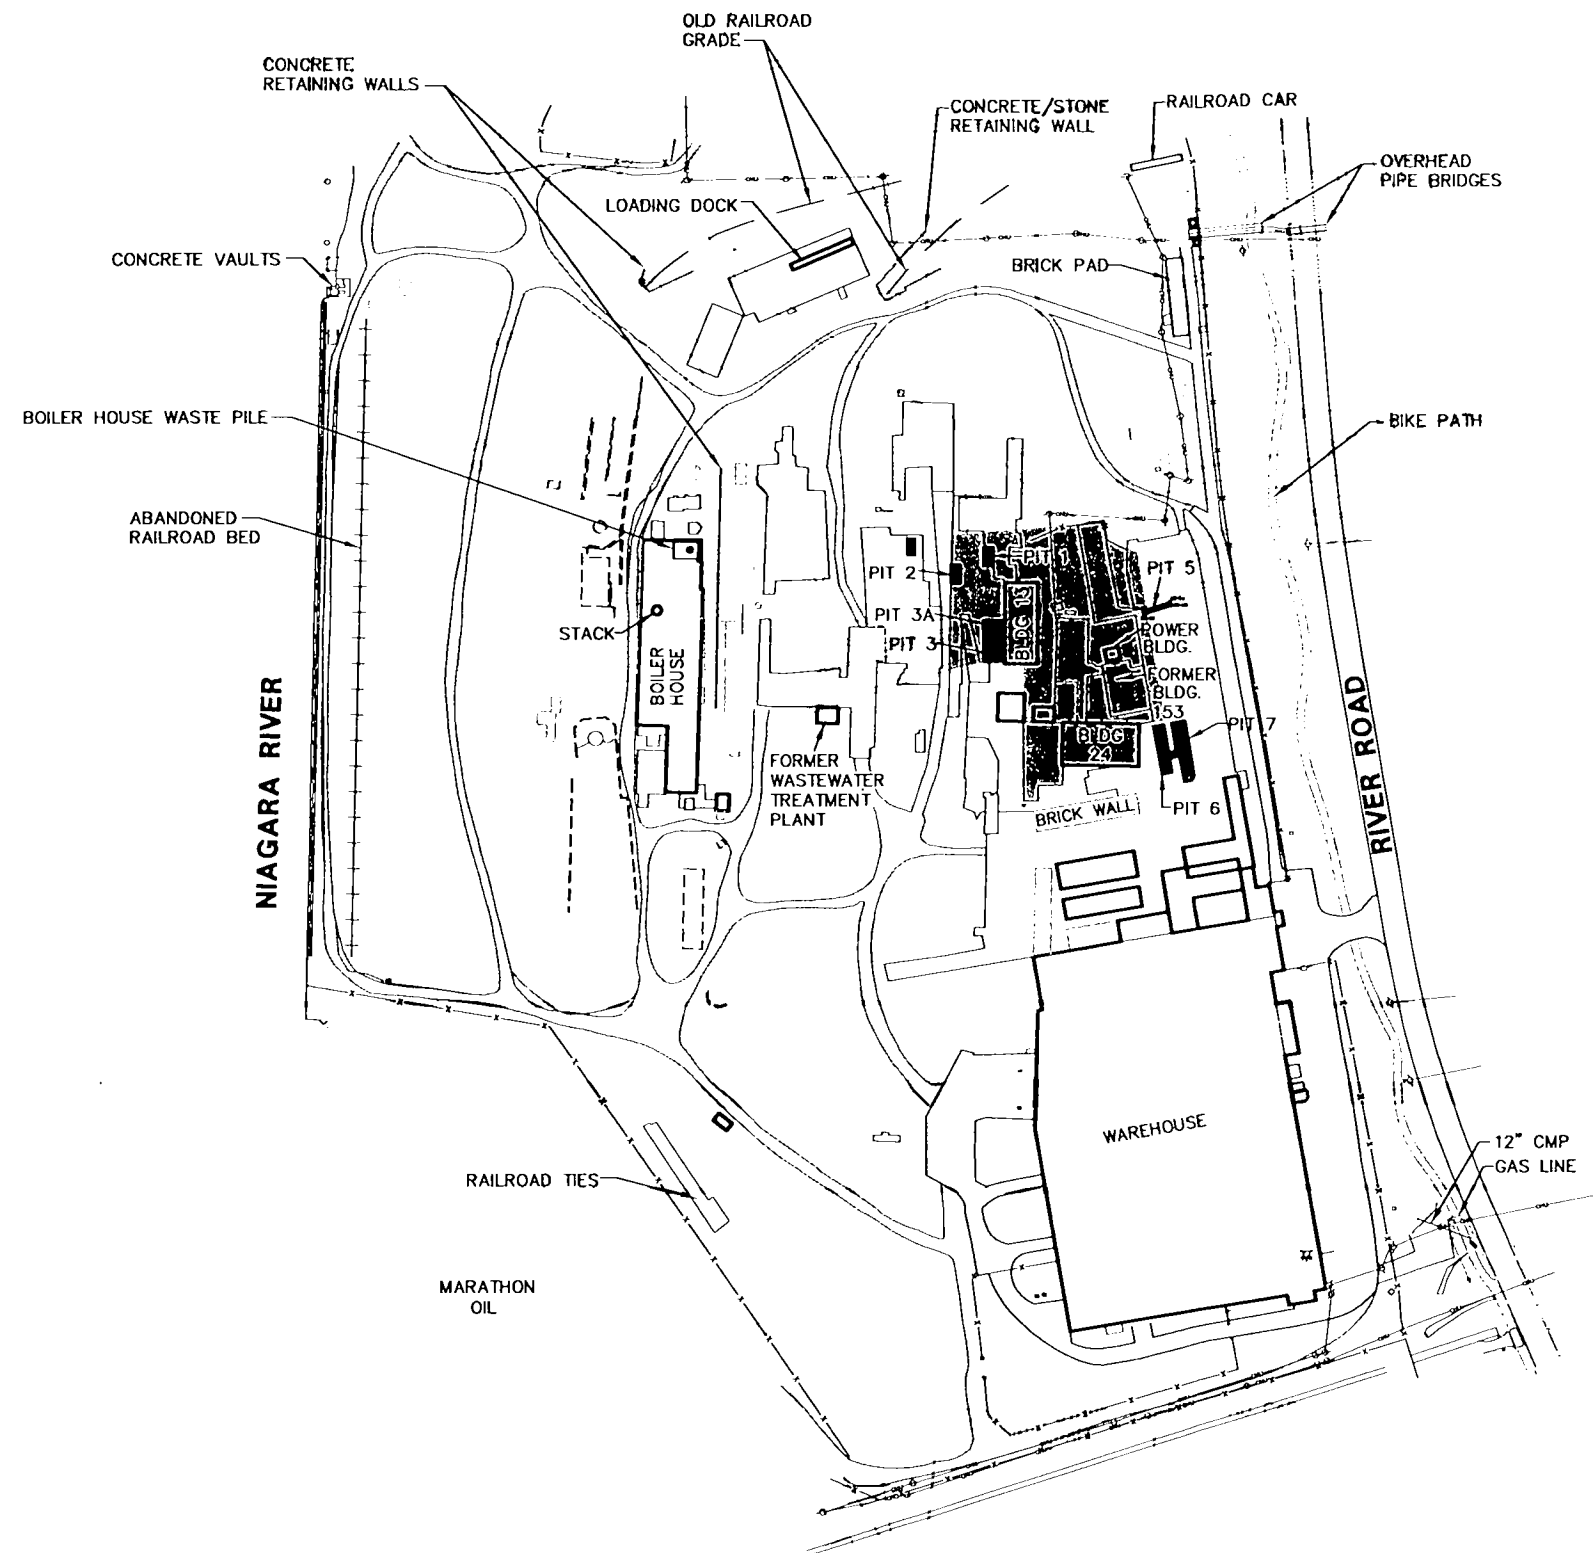 OLD RAILROAD
GRADE
CONCRETE
RETAINING WALLS
CONCRETE/STONE
RETAINING WALL
RAILROAD CAR
OVERHEAD
PIPE BRIDGES
LOADING DOCK
CONCRETE VAULTS
BRICK PAD
BOILER HOUSE WASTE PILE
BIKE PATH
ABANDONED
RAILROAD BED
PIT 1
PIT 2
PIT 5
PIT 3A
PIT 3
BLDG 13
STACK
BOILER
HOUSE
POWER
BLDG.
FORMER
BLDG.
153
PIT 7
BLDG
24
NIAGARA RIVER
RIVER ROAD
FORMER
WASTEWATER
TREATMENT
PLANT
BRICK WALL
PIT 6
WAREHOUSE
12" CMP
GAS LINE
RAILROAD TIES
MARATHON
OIL